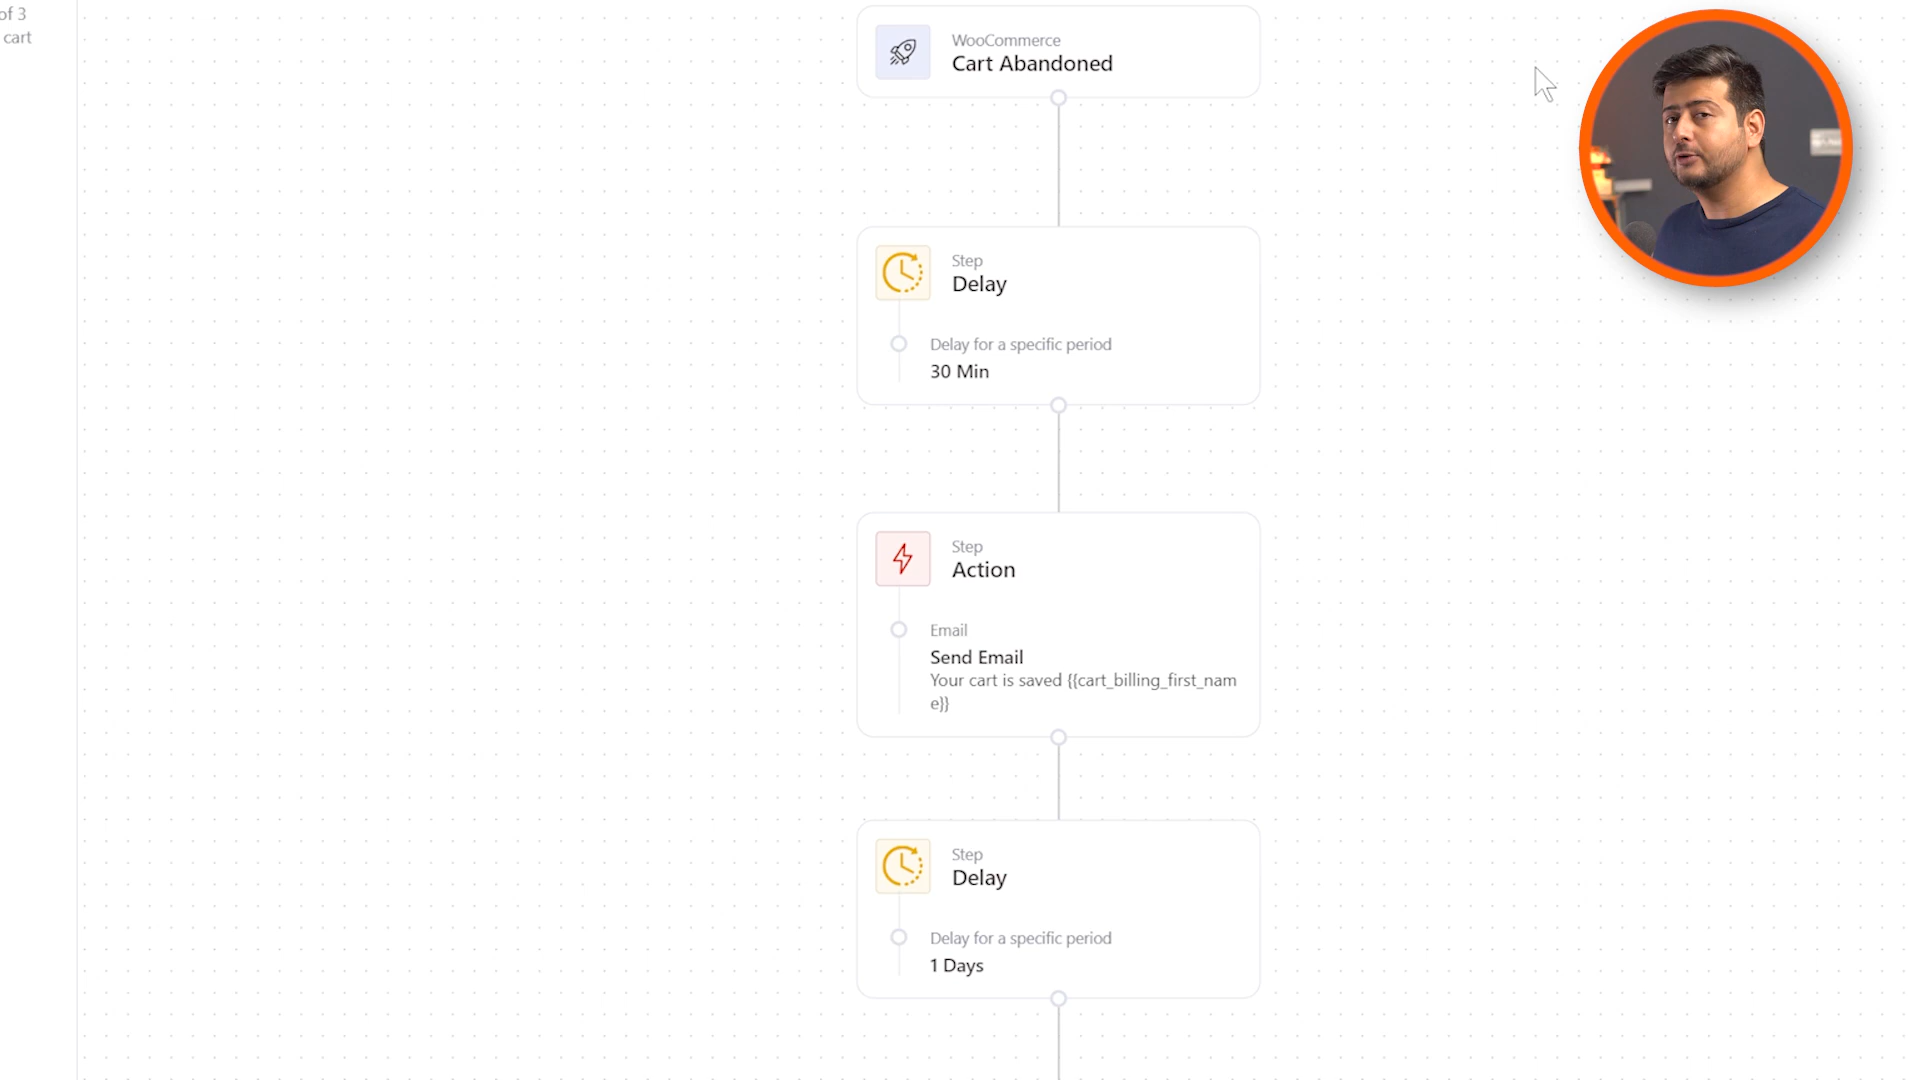 of 3
cart
WooCommerce
Cart Abandoned
Step
Delay
Delay for a specific period
30 Min
Step
Action
Email
Send Email
Your cart is saved {{cart_billing_first_nam
e}}
Step
Delay
Delay for a specific period
1 Days